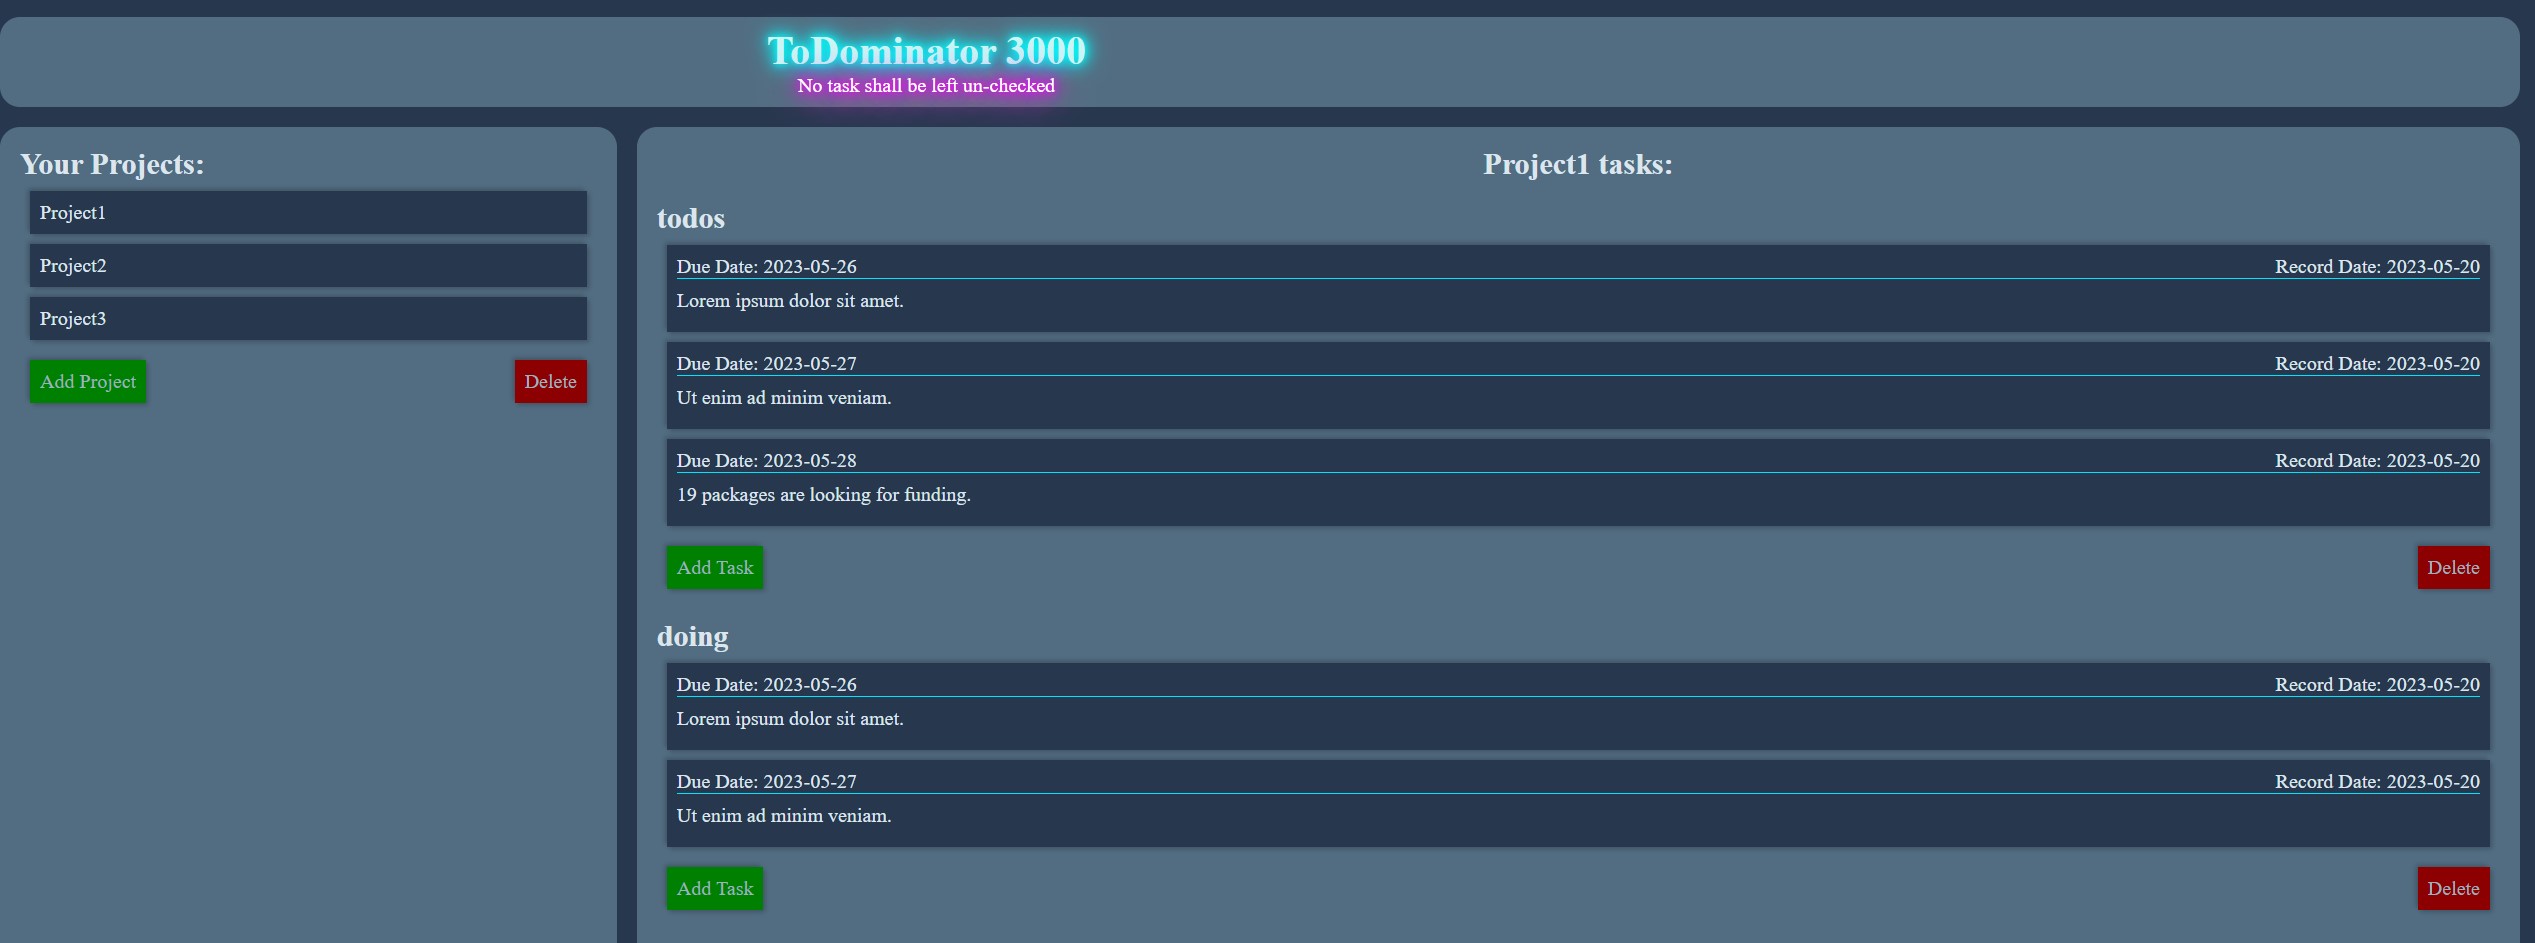 ToDominator 3000
No task shall be left un-checked
Your Projects:
Project1
Project2
Project3
Add Project
Delete
Project1 tasks:
todos
Due Date: 2023-05-26 Record Date: 2023-05-20
Lorem ipsum dolor sit amet.
Due Date: 2023-05-27 Record Date: 2023-05-20
Ut enim ad minim veniam.
Due Date: 2023-05-28 Record Date: 2023-05-20
19 packages are looking for funding.
Add Task
Delete
doing
Due Date: 2023-05-26 Record Date: 2023-05-20
Lorem ipsum dolor sit amet.
Due Date: 2023-05-27 Record Date: 2023-05-20
Ut enim ad minim veniam.
Add Task
Delete